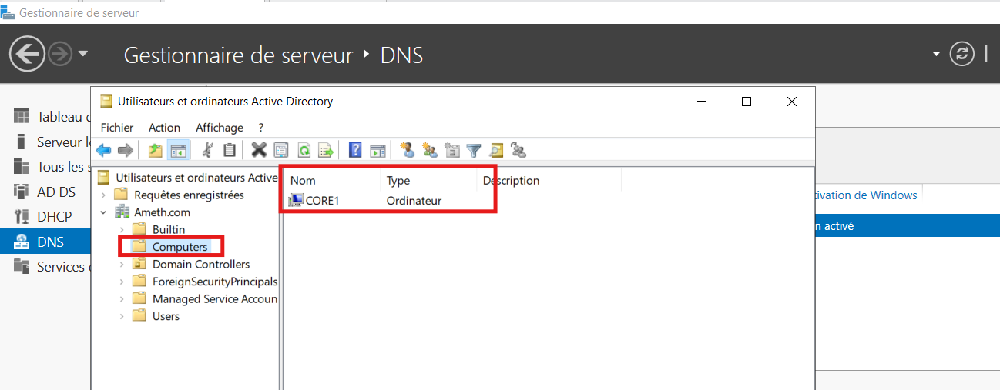 Gestionnaire de serveur
Gestionnaire de serveur DNS
Utilisateurs et ordinateurs Active Directory
Fichier Action Affichage ?
Tableau
Serveur
Tous les
AD DS
DHCP
DNS
Services
Utilisateurs et ordinateurs Active
Requêtes enregistrées
Ameth.com
Builtin
Computers
Domain Controllers
ForeignSecurityPrincipals
Managed Service Accoun
Users
Nom Type Description
CORE1 Ordinateur
ivation de Windows
n activé